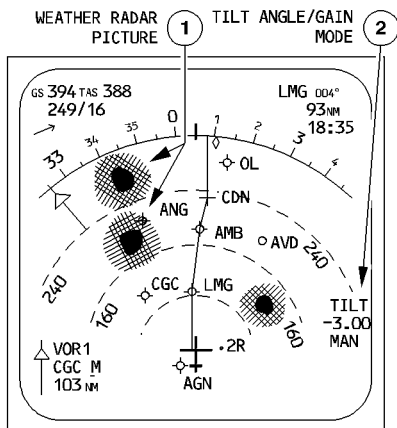 WEATHER RADAR PICTURE
1
TILT ANGLE/GAIN MODE
2
GS 394 TAS 388
249/16
LMG 004°
93NM
18:35
33
34
35
0
1
2
3
4
OL
CDN
ANG
AMB
AVD
240
240
160
160
CGC
LMG
TILT
-3.00
MAN
.2R
VOR1
CGC M
103 NM
AGN